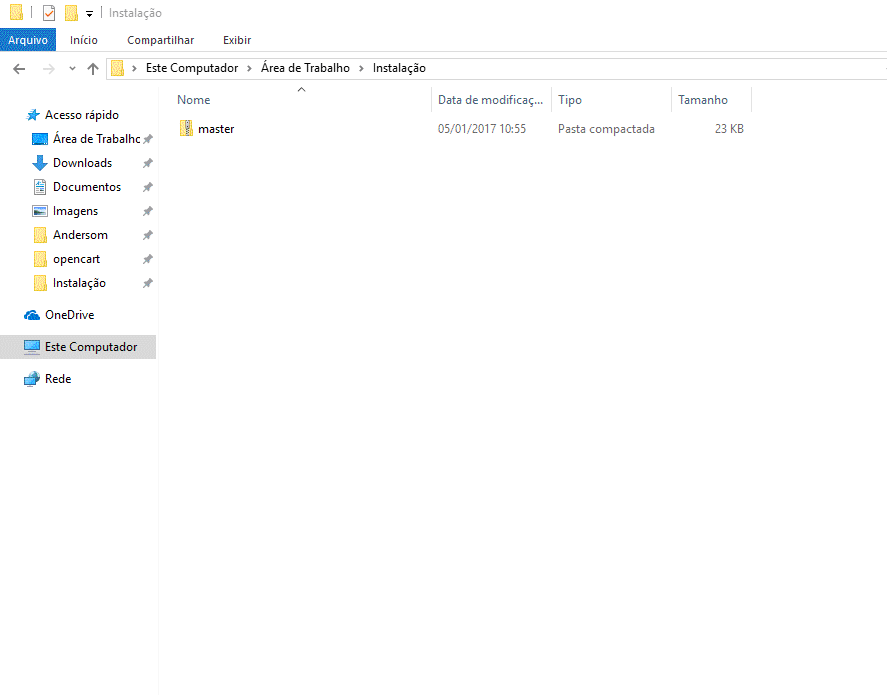 Instalação
Arquivo Início Compartilhar Exibir
Este Computador Área de Trabalho Instalação
Nome Data de modificaç... Tipo Tamanho
master 05/01/2017 10:55 Pasta compactada 23 KB
Acesso rápido
Área de Trabalho
Downloads
Documentos
Imagens
Andersom
opencart
Instalação
OneDrive
Este Computador
Rede